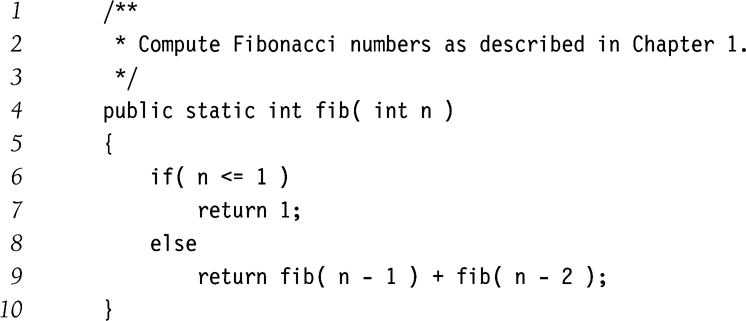 1 /**
2 * Compute Fibonacci numbers as described in Chapter 1.
3 */
4 public static int fib( int n )
5 {
6 if( n <= 1 )
7 return 1;
8 else
9 return fib( n - 1 ) + fib( n - 2 );
10 }